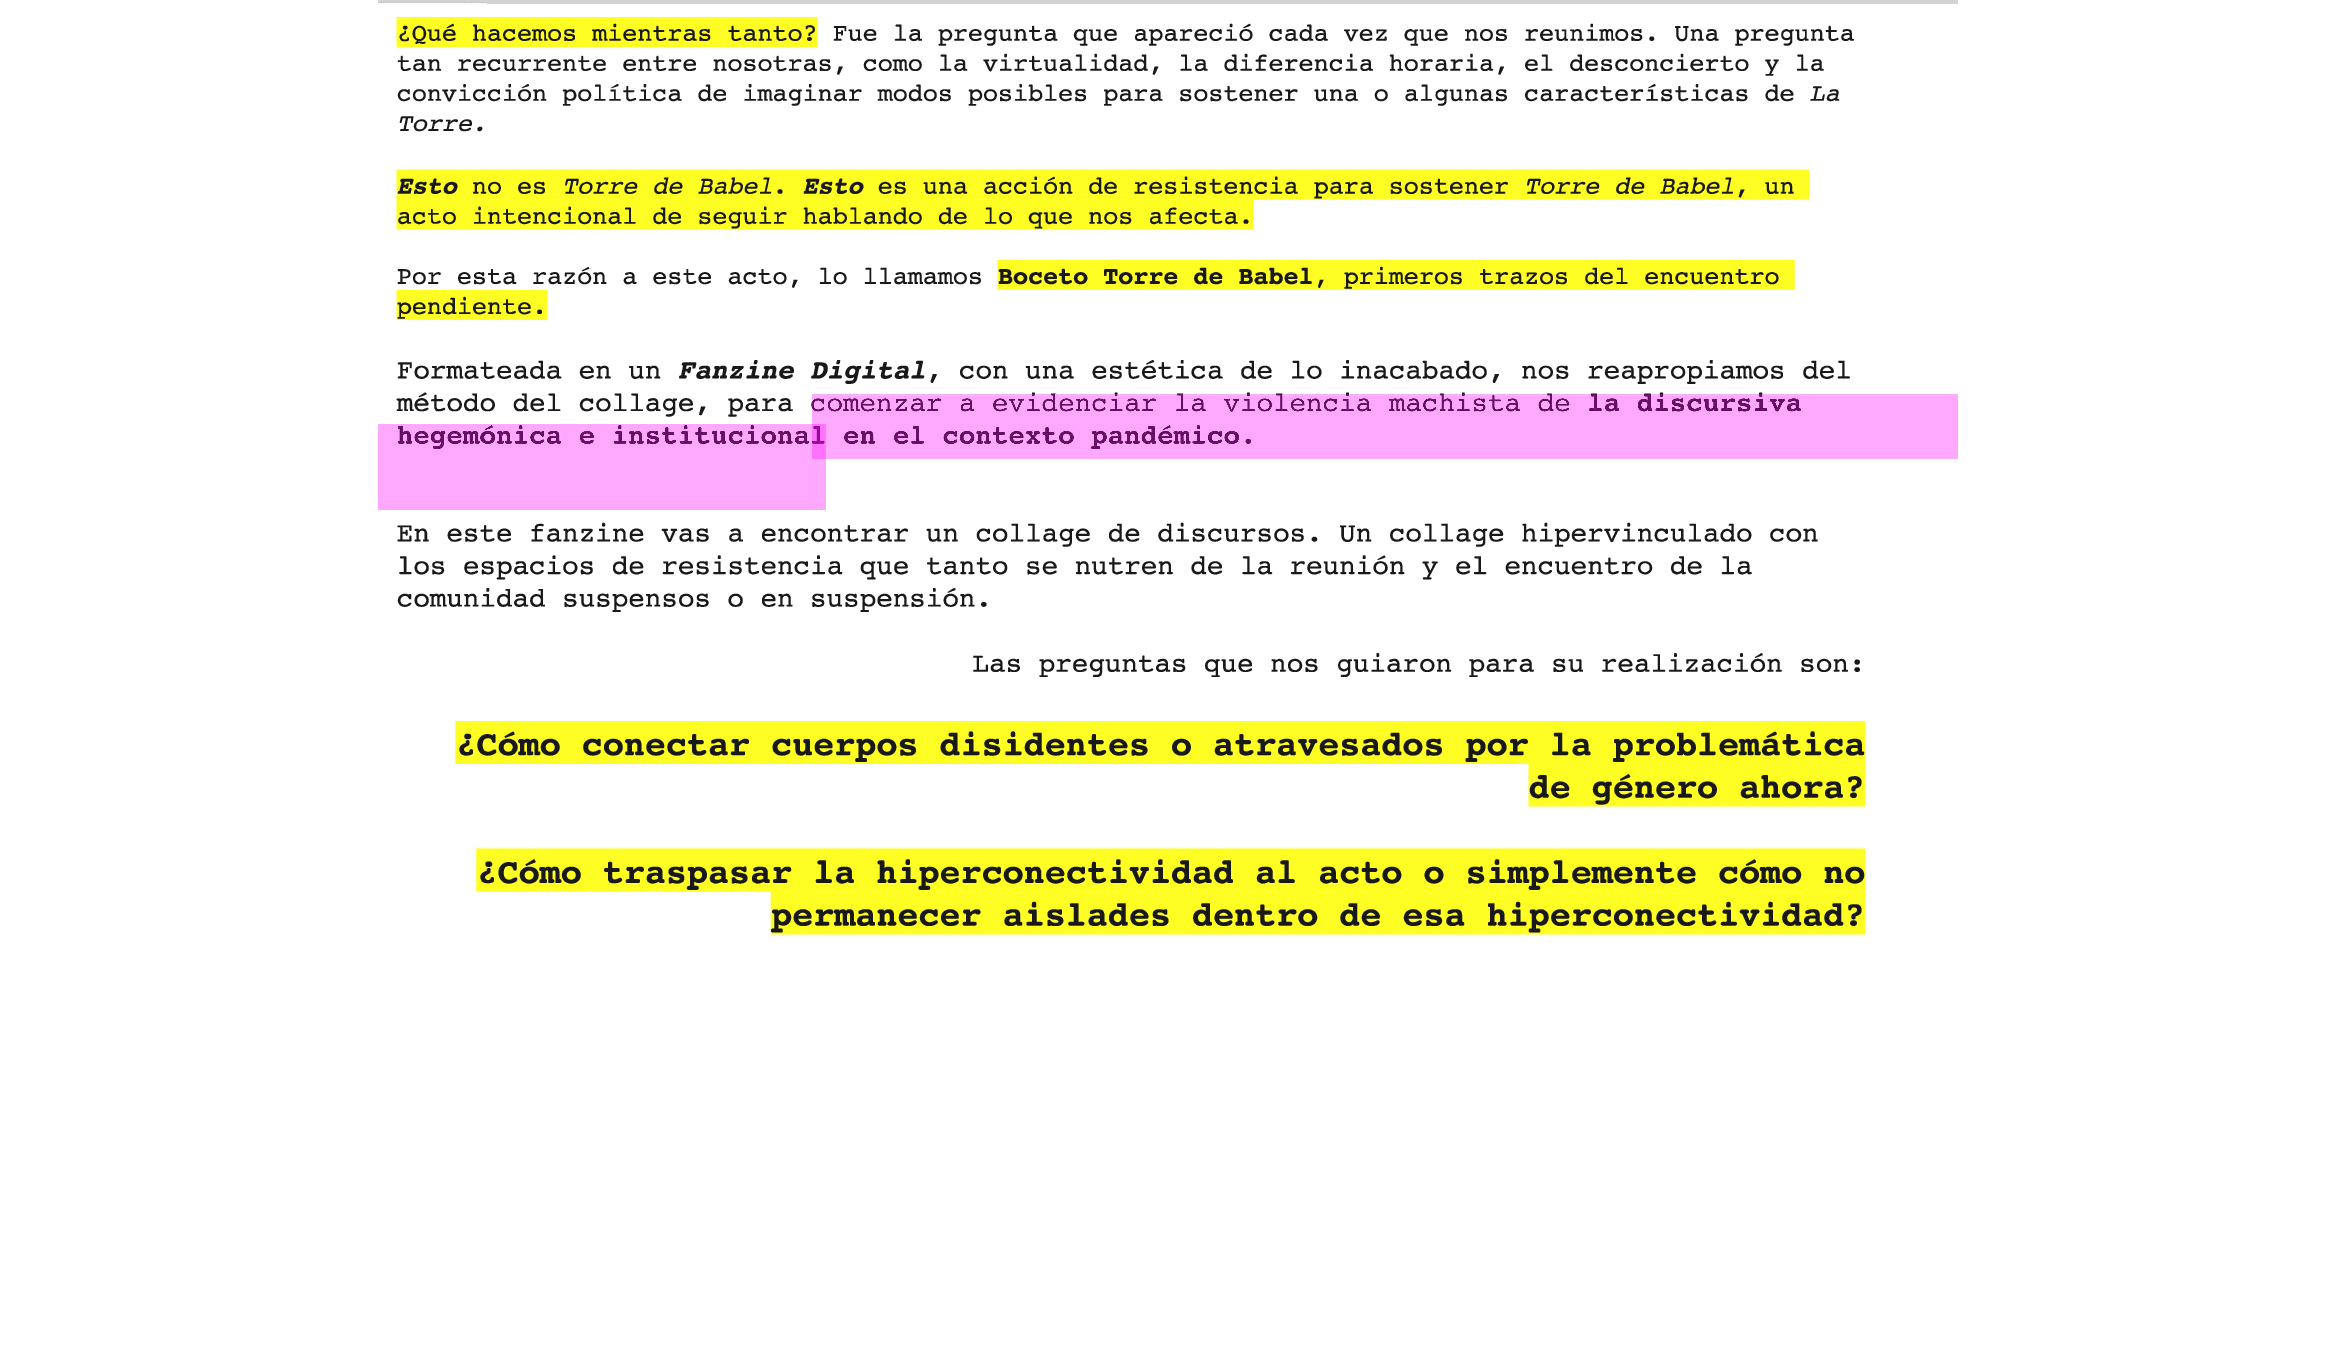 ¿Qué hacemos mientras tanto? Fue la pregunta que apareció cada vez que nos reunimos. Una pregunta
tan recurrente entre nosotras, como la virtualidad, la diferencia horaria, el desconcierto y la
convicción política de imaginar modos posibles para sostener una o algunas características de La
Torre.
Esto no es Torre de Babel. Esto es una acción de resistencia para sostener Torre de Babel, un
acto intencional de seguir hablando de lo que nos afecta.
Por esta razón a este acto, lo llamamos Boceto Torre de Babel, primeros trazos del encuentro
pendiente.
Formateada en un Fanzine Digital, con una estética de lo inacabado, nos reapropiamos del
método del collage, para comenzar a evidenciar la violencia machista de la discursiva
hegemónica e institucional en el contexto pandémico.
En este fanzine vas a encontrar un collage de discursos. Un collage hipervinculado con
los espacios de resistencia que tanto se nutren de la reunión y el encuentro de la
comunidad suspensos o en suspensión.
Las preguntas que nos guiaron para su realización son:
¿Cómo conectar cuerpos disidentes o atravesados por la problemática
de género ahora?
¿Cómo traspasar la hiperconectividad al acto o simplemente cómo no
permanecer aislades dentro de esa hiperconectividad?